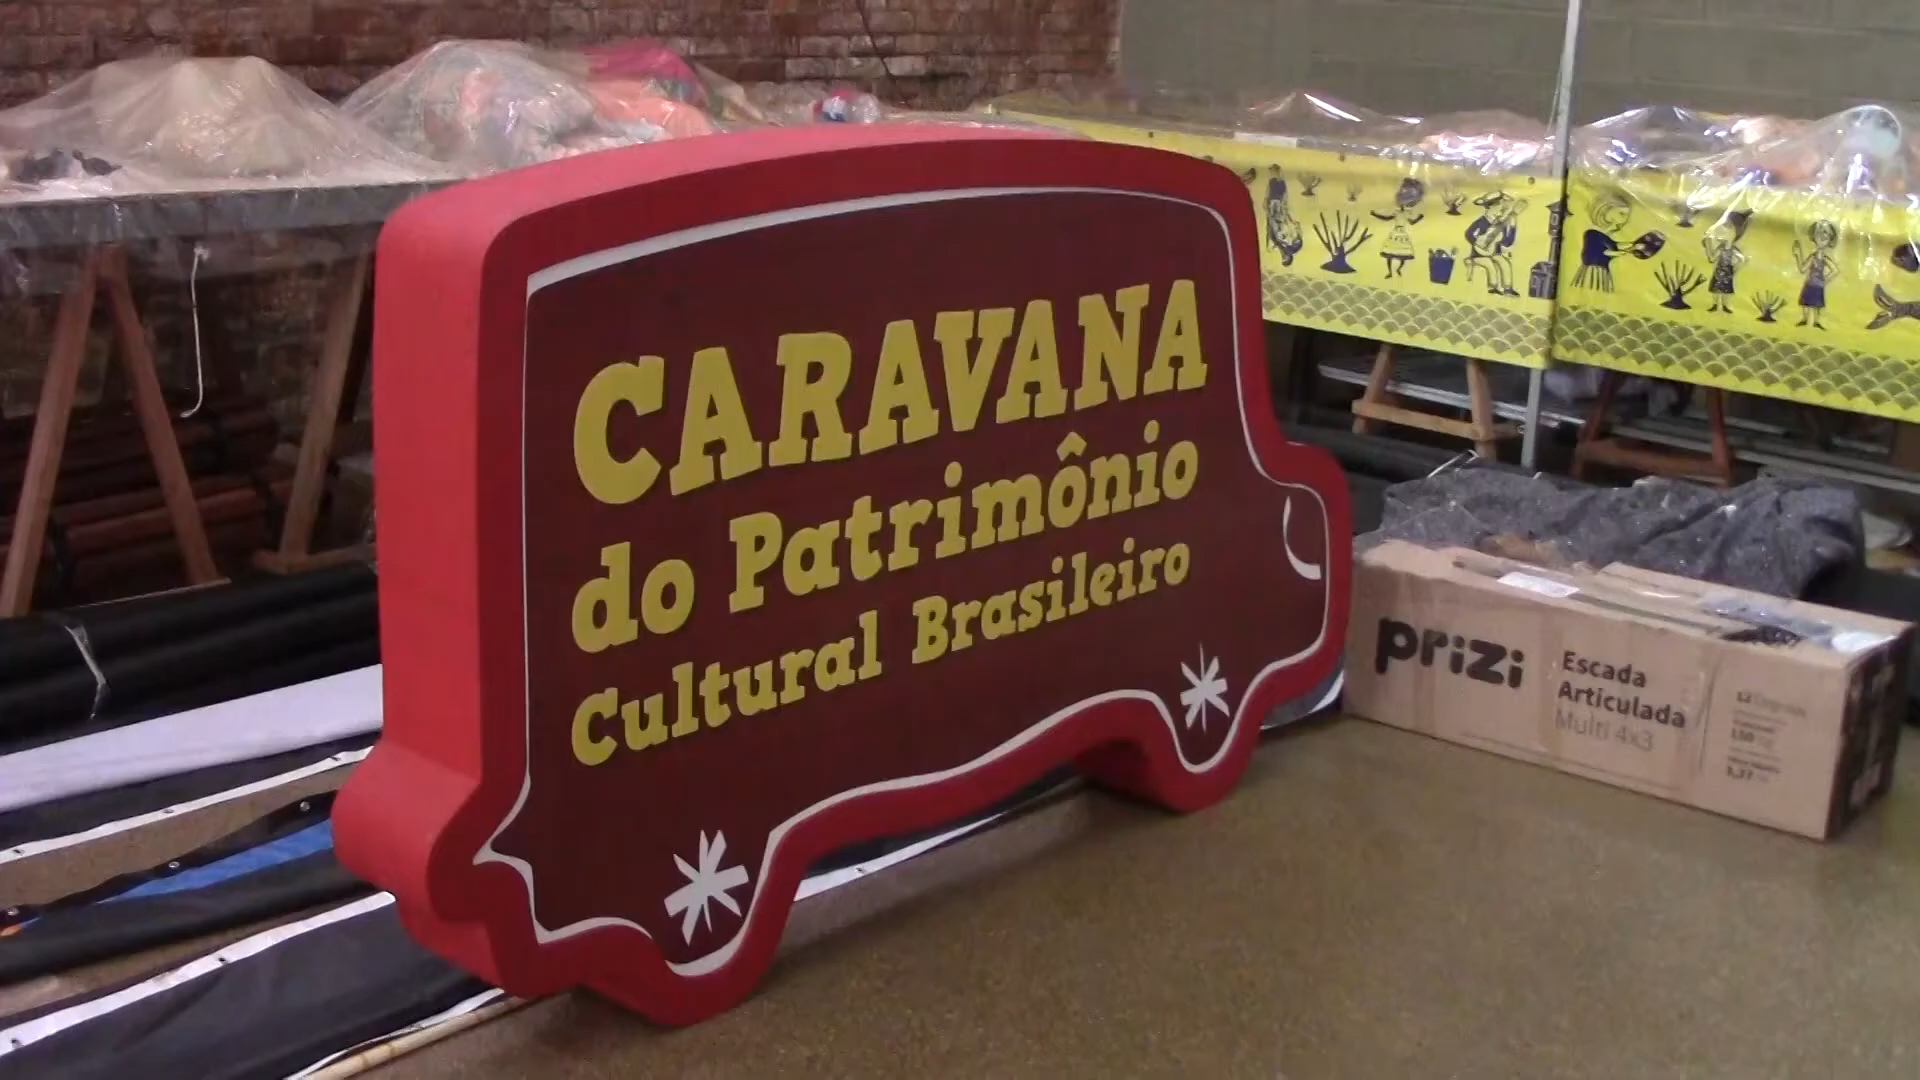 CARAVANA
do Patrimônio
Cultural Brasileiro
prizi
Escada
Articulada
Multi 4x3